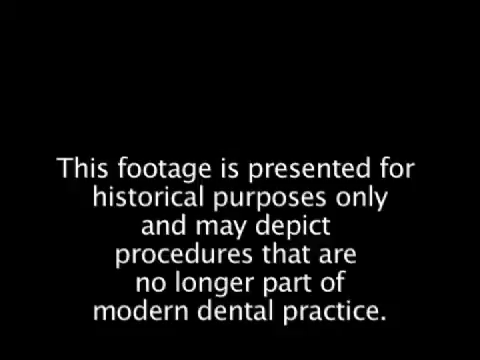 This footage is presented for
historical purposes only
and may depict
procedures that are
no longer part of
modern dental practice.